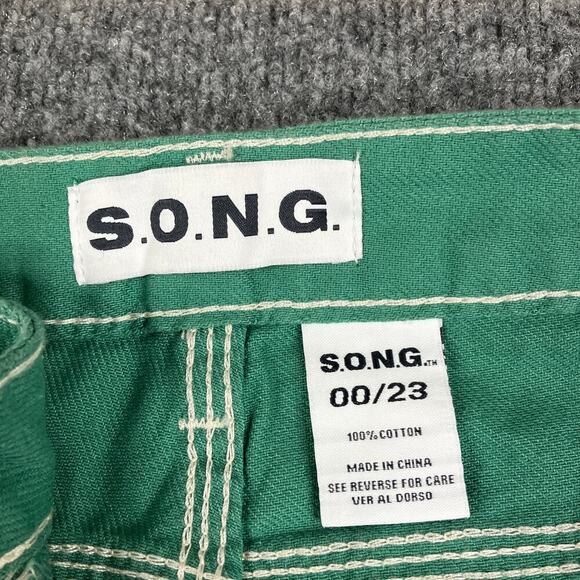 S.O.N.G.
S.O.N.G.™
00/23
100% COTTON
MADE IN CHINA
SEE REVERSE FOR CARE
VER AL DORSO